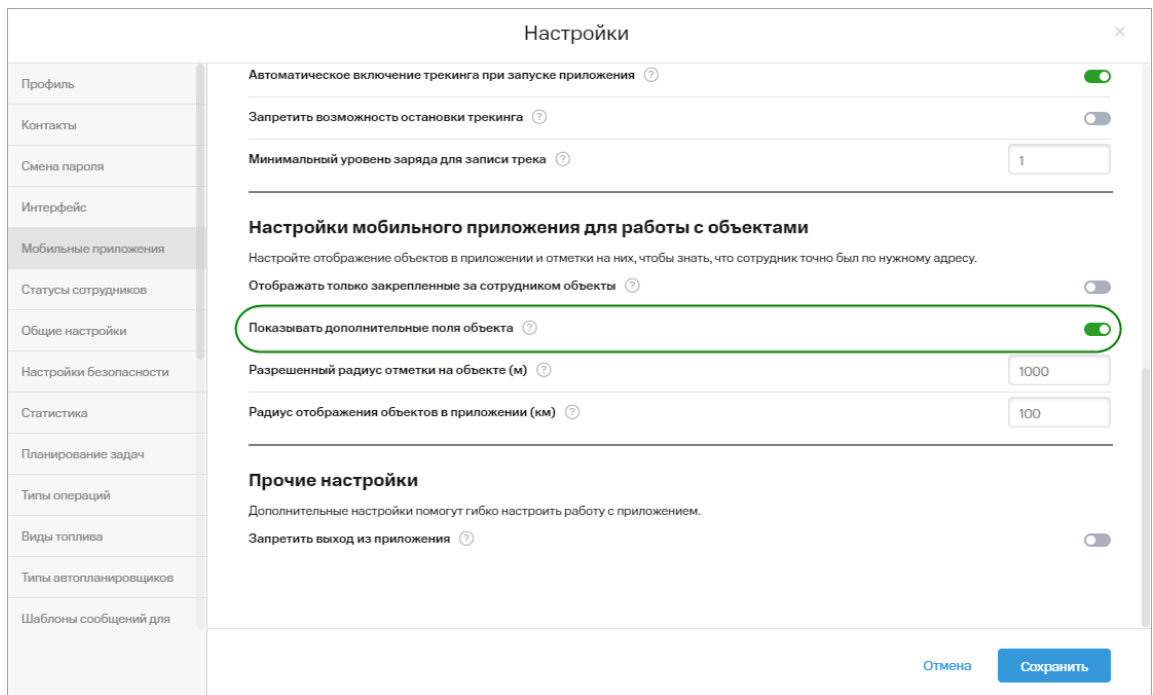 Настройки
Профиль
Контакты
Смена пароля
Интерфейс
Мобильные приложения
Статусы сотрудников
Общие настройки
Настройки безопасности
Статистика
Планирование задач
Типы операций
Виды топлива
Типы автопланировщиков
Шаблоны сообщений для
Автоматическое включение трекинга при запуске приложения ?
Запретить возможность остановки трекинга ?
Минимальный уровень заряда для записи трека ? 1
Настройки мобильного приложения для работы с объектами
Настройте отображение объектов в приложении и отметки на них, чтобы знать, что сотрудник точно был по нужному адресу.
Отображать только закрепленные за сотрудником объекты ?
Показывать дополнительные поля объекта ?
Разрешенный радиус отметки на объекте (м) ? 1000
Радиус отображения объектов в приложении (км) ? 100
Прочие настройки
Дополнительные настройки помогут гибко настроить работу с приложением.
Запретить выход из приложения ?
Отмена
Сохранить